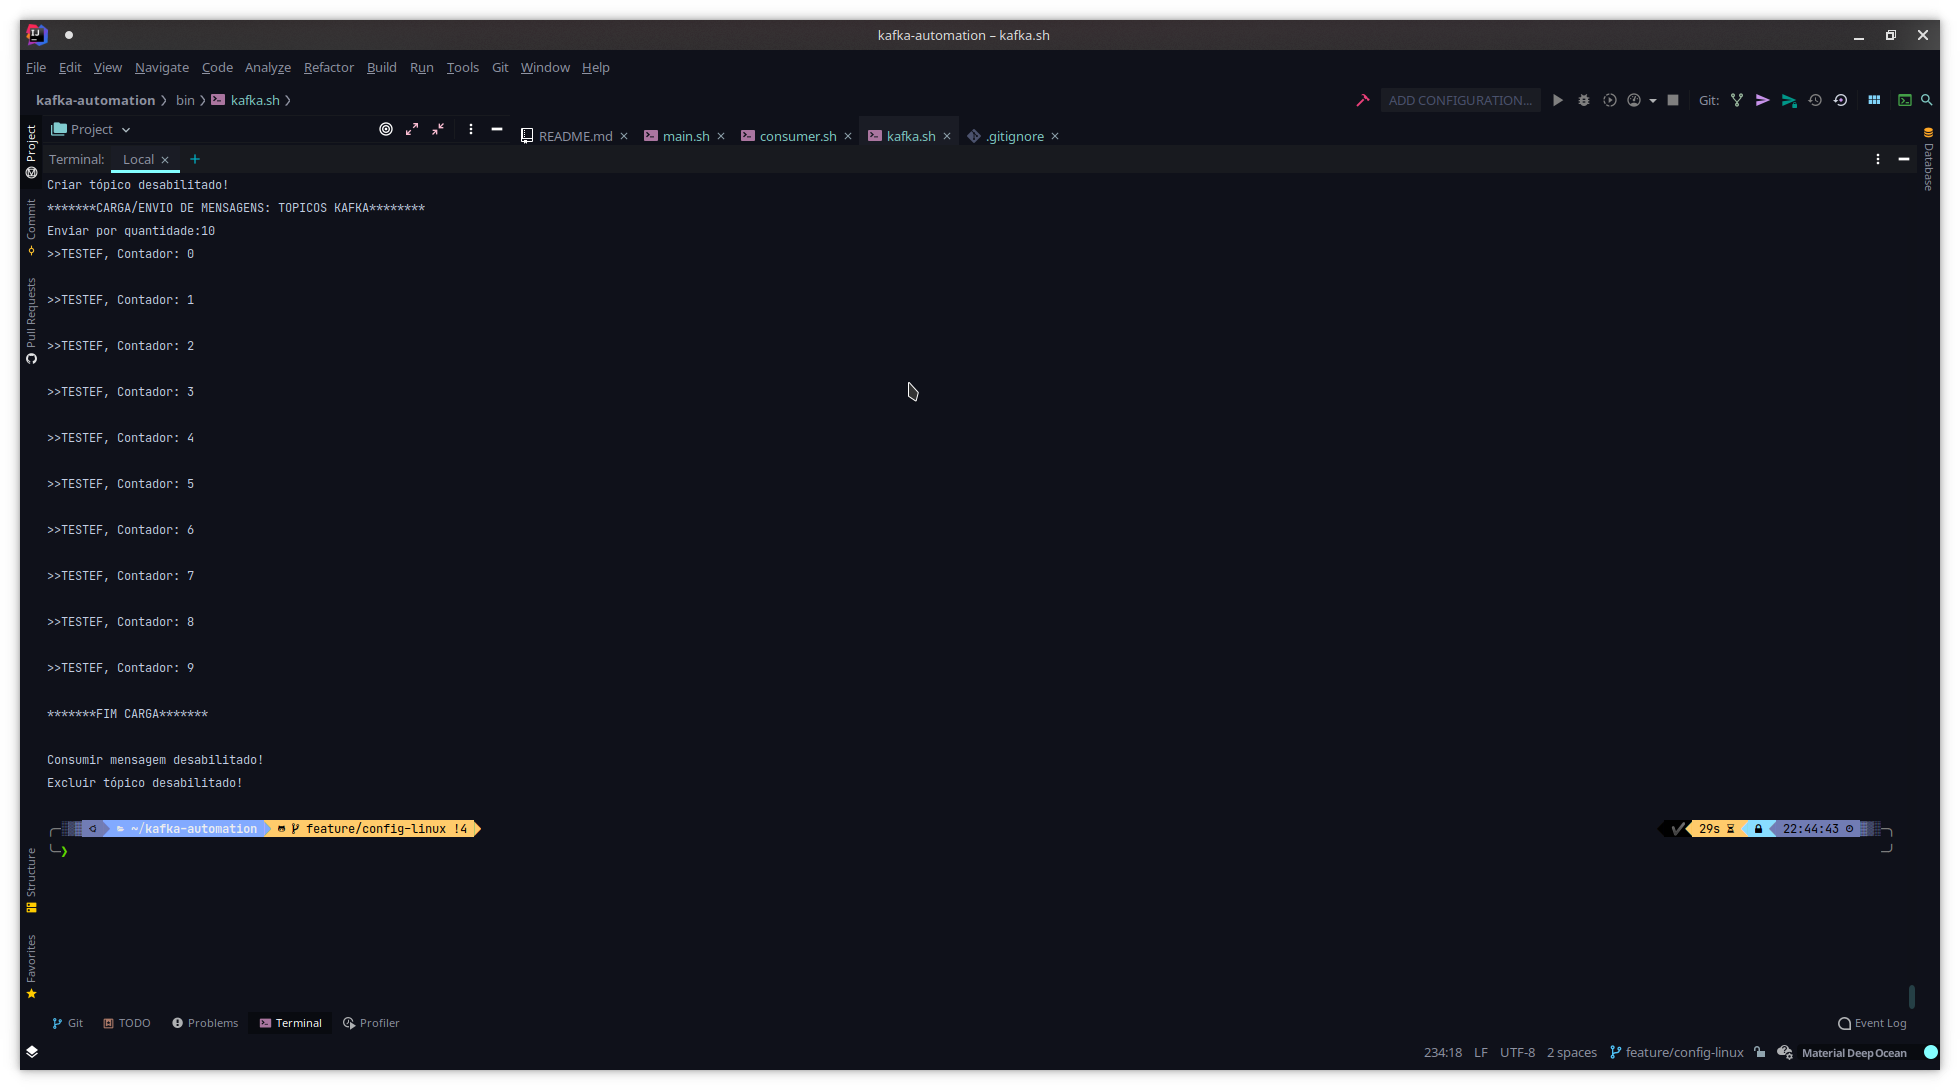 kafka-automation – kafka.sh
File Edit View Navigate Code Analyze Refactor Build Run Tools Git Window Help
kafka-automation bin kafka.sh
ADD CONFIGURATION... Git:
Project
README.md main.sh consumer.sh kafka.sh .gitignore
Terminal: Local +
Project
Commit
Pull Requests
Structure
Favorites
Database
Criar tópico desabilitado!
*******CARGA/ENVIO DE MENSAGENS: TOPICOS KAFKA********
Enviar por quantidade:10
>>TESTEF, Contador: 0
>>TESTEF, Contador: 1
>>TESTEF, Contador: 2
>>TESTEF, Contador: 3
>>TESTEF, Contador: 4
>>TESTEF, Contador: 5
>>TESTEF, Contador: 6
>>TESTEF, Contador: 7
>>TESTEF, Contador: 8
>>TESTEF, Contador: 9
*******FIM CARGA*******
Consumir mensagem desabilitado!
Excluir tópico desabilitado!
~/kafka-automation feature/config-linux !4 29s 22:44:43
Git TODO Problems Terminal Profiler Event Log
234:18 LF UTF-8 2 spaces feature/config-linux Material Deep Ocean